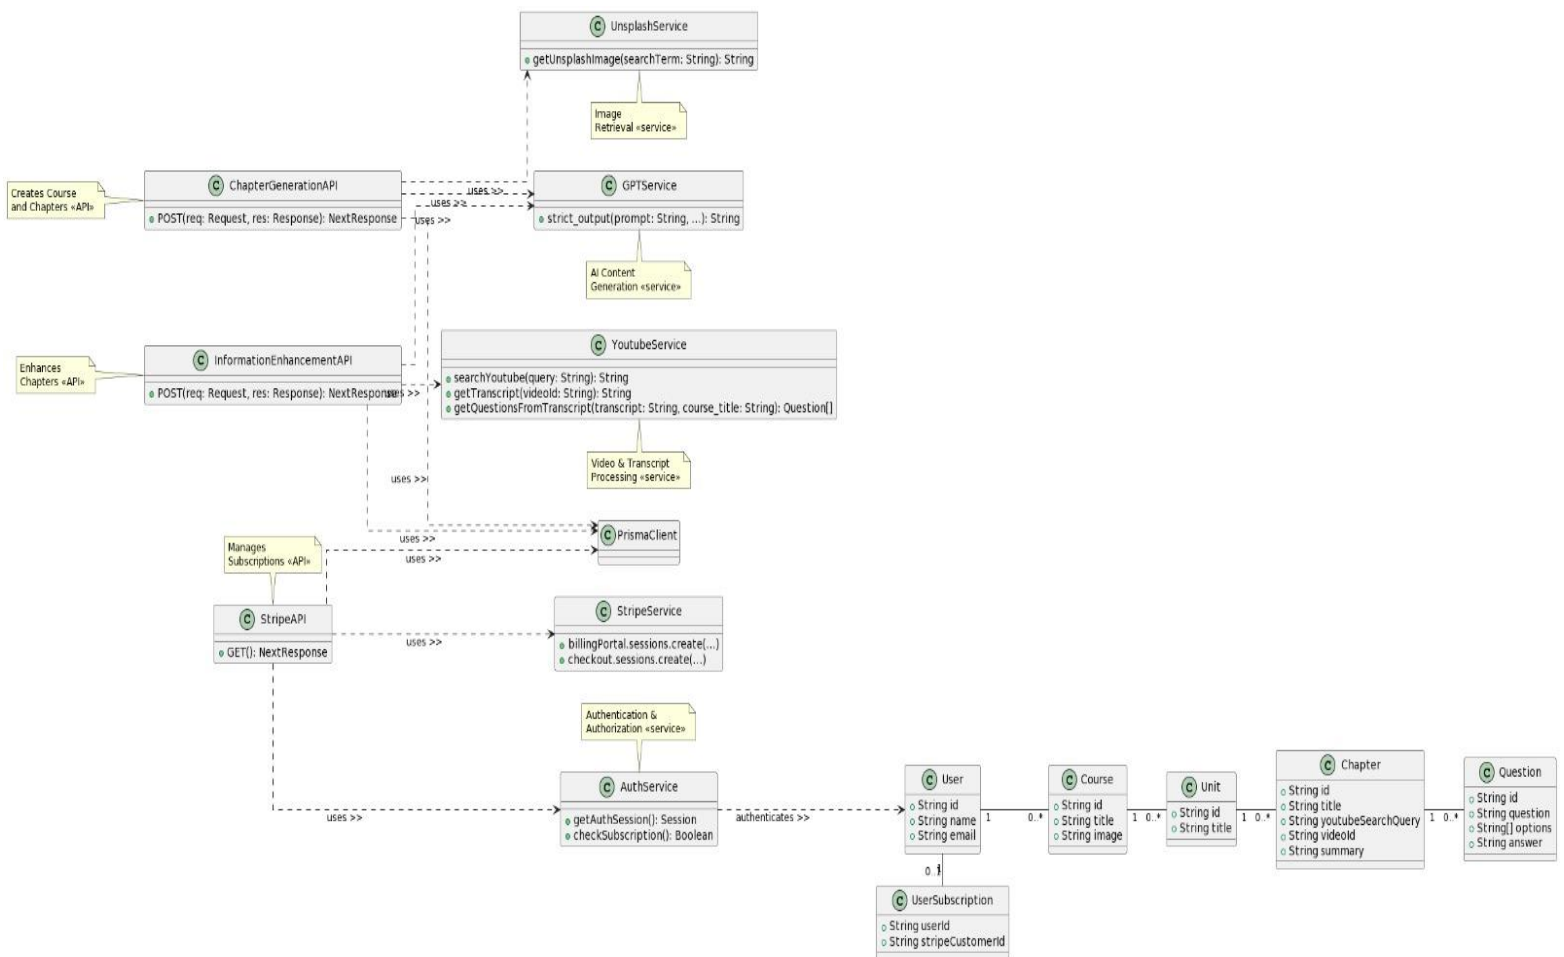 C UnsplashService
getUnsplashImage(searchTerm: String): String
Image
Retrieval «service»
Creates Course
and Chapters «API»
C ChapterGenerationAPI
POST(req: Request, res: Response): NextResponse
uses >>
uses >>
uses >>
C GPTService
strict_output(prompt: String, ...): String
AI Content
Generation «service»
Enhances
Chapters «API»
C InformationEnhancementAPI
POST(req: Request, res: Response): NextResponse
uses >>
C YoutubeService
searchYoutube(query: String): String
getTranscript(videoId: String): String
getQuestionsFromTranscript(transcript: String, course_title: String): Question[]
Video & Transcript
Processing «service»
uses >>
uses >>
uses >>
C PrismaClient
Manages
Subscriptions «API»
C StripeAPI
GET(): NextResponse
uses >>
C StripeService
billingPortal.sessions.create(...)
checkout.sessions.create(...)
Authentication &
Authorization «service»
uses >>
C AuthService
getAuthSession(): Session
checkSubscription(): Boolean
authenticates >>
C User
String id
String name
String email
1 0..*
C Course
String id
String title
String image
1 0..*
C Unit
String id
String title
1 0..*
C Chapter
String id
String title
String youtubeSearchQuery
String videoId
String summary
1 0..*
C Question
String id
String question
String[] options
String answer
C UserSubscription
String userId
String stripeCustomerId